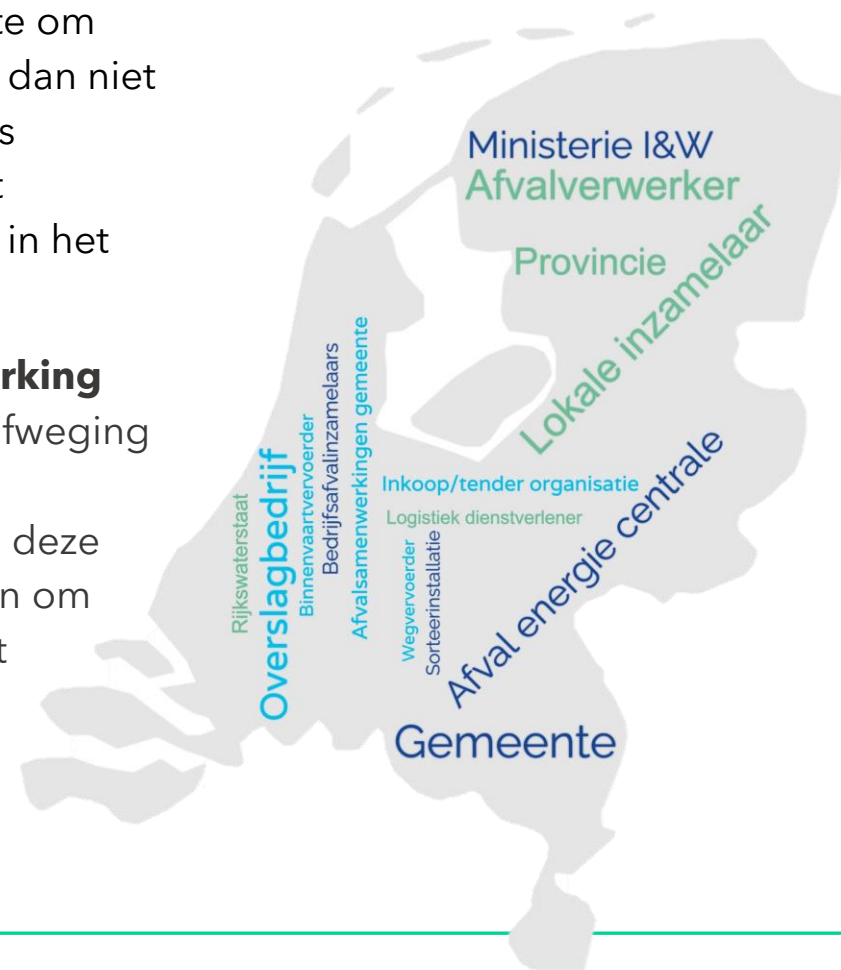 te om
dan niet
s
t
in het
rking
fweging
deze
n om
t
Ministerie I&W
Afvalverwerker
Provincie
Lokale inzamelaar
Rijkswaterstaat
Overslagbedrijf
Binnenvaartvervoerder
Bedrijfsafvalinzamelaars
Afvalsamenwerkingen gemeente
Inkoop/tender organisatie
Logistiek dienstverlener
Wegvervoerder
Sorteerinstallatie
Afval energie centrale
Gemeente